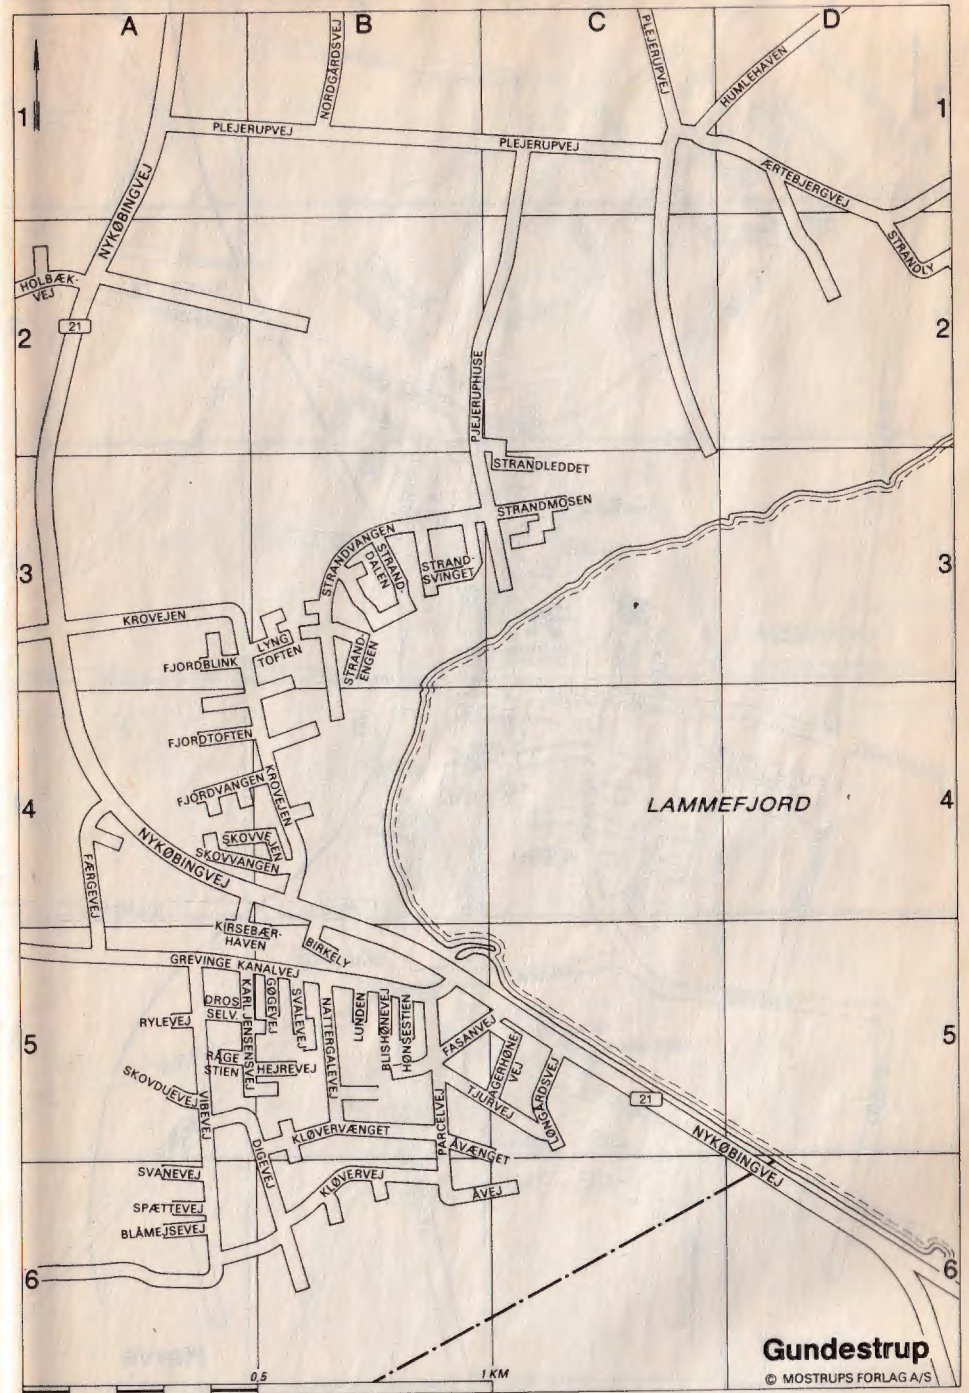 A
B
C
D
NORDGÅRDSVEJ
PLEJERUPVEJ
HUMLEHAVEN
1
1
PLEJERUPVEJ
PLEJERUPVEJ
ÆRTEBJERGVEJ
NYKØBINGVEJ
STRANDLY
HOLBÆK-
VEJ
21
2
2
PJEJERUPHUSE
STRANDLEDDET
STRANDMOSEN
STRANDVANGEN
STRAND-
DALEN
STRAND-
SVINGET
3
3
KROVEJEN
LYNG
TOFTEN
FJORDBLINK
STRAND-
ENGEN
FJORDTOFTEN
FJORDVANGEN
KROVEJEN
LAMMEFJORD
4
4
SKOVVEJEN
SKOVVANGEN
NYKØBINGVEJ
FÆRGEVEJ
KIRSEBÆR-
HAVEN
BIRKELY
GREVINGE KANALVEJ
DROS
SELV.
KARL JENSENSVEJ
GØGEVEJ
SVALEVEJ
NATTERGALEVEJ
LUNDEN
BLISHØNEVEJ
HØNSESTIEN
RYLEVEJ
FASANVEJ
AGERHØNE
VEJ
5
5
RÅGE
STIEN
HEJREVEJ
TJURVEJ
LØNGÅRDSVEJ
SKOVDUEVEJ
VIBEVEJ
21
PARCELVEJ
KLØVERVÆNGET
DIGEVEJ
ÅVÆNGET
NYKØBINGVEJ
SVANEVEJ
KLØVERVEJ
ÅVEJ
SPÆTTEVEJ
BLÅMEJSEVEJ
6
6
Gundestrup
0,5
1 KM
© MOSTRUPS FORLAG A/S